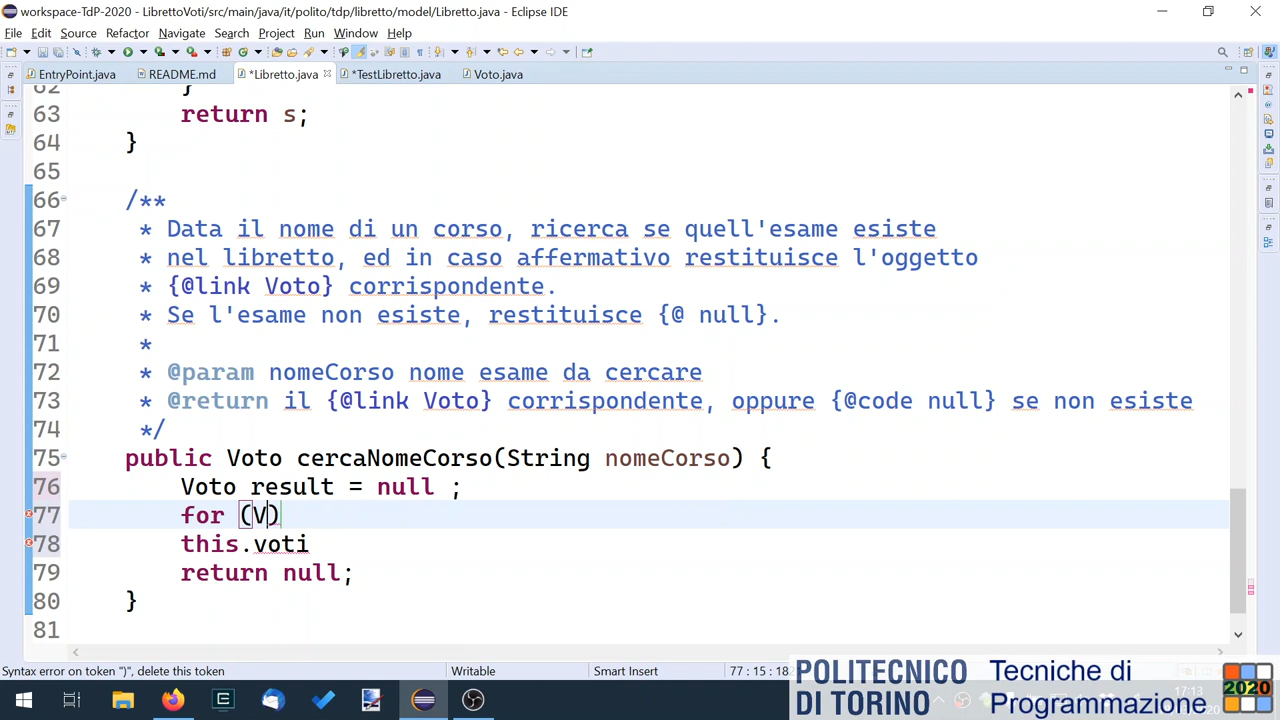 workspace-TdP-2020 - LibrettoVoti/src/main/java/it/polito/tdp/libretto/model/Libretto.java - Eclipse IDE
File Edit Source Refactor Navigate Search Project Run Window Help
EntryPoint.java README.md *Libretto.java *TestLibretto.java Voto.java
62 }
63 return s;
64 }
65
66 /**
67 * Data il nome di un corso, ricerca se quell'esame esiste
68 * nel libretto, ed in caso affermativo restituisce l'oggetto
69 * {@link Voto} corrispondente.
70 * Se l'esame non esiste, restituisce {@ null}.
71 *
72 * @param nomeCorso nome esame da cercare
73 * @return il {@link Voto} corrispondente, oppure {@code null} se non esiste
74 */
75 public Voto cercaNomeCorso(String nomeCorso) {
76 Voto result = null ;
77 for (V)
78 this.voti
79 return null;
80 }
81
Syntax error on token ")", delete this token Writable Smart Insert 77 : 15 : 182
POLITECNICO DI TORINO
Tecniche di Programmazione
2020
17:13